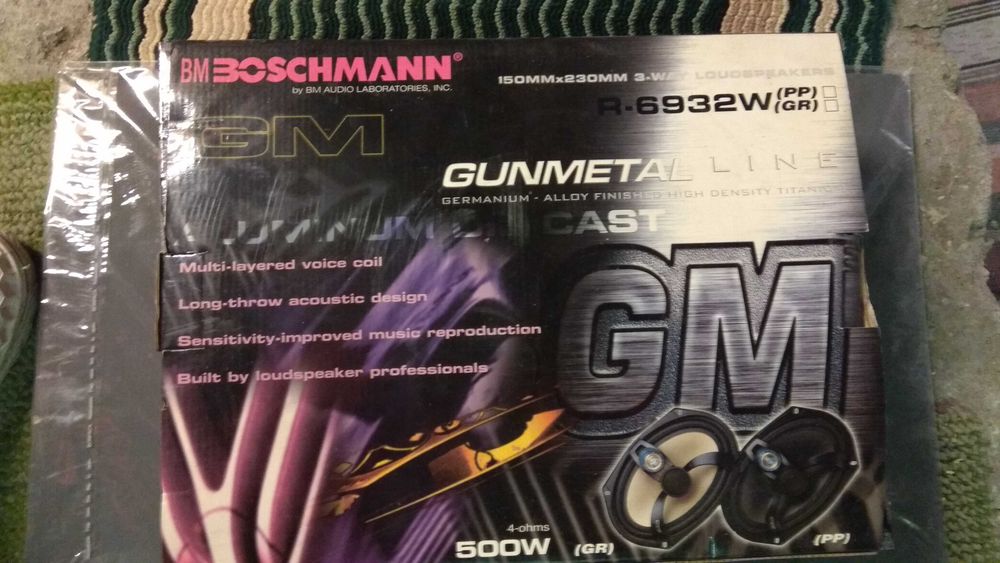 BM BOSCHMANN®
by BM AUDIO LABORATORIES, INC.
150MMx230MM 3-WAY LOUDSPEAKERS
R-6932W (PP)
(GR)
GM
GUNMETAL LINE
GERMANIUM - ALLOY FINISHED HIGH DENSITY
CAST
Multi-layered voice coil
Long-throw acoustic design
Sensitivity-improved music reproduction
Built by loudspeaker professionals
GM
4-ohms
500W (GR) (PP)